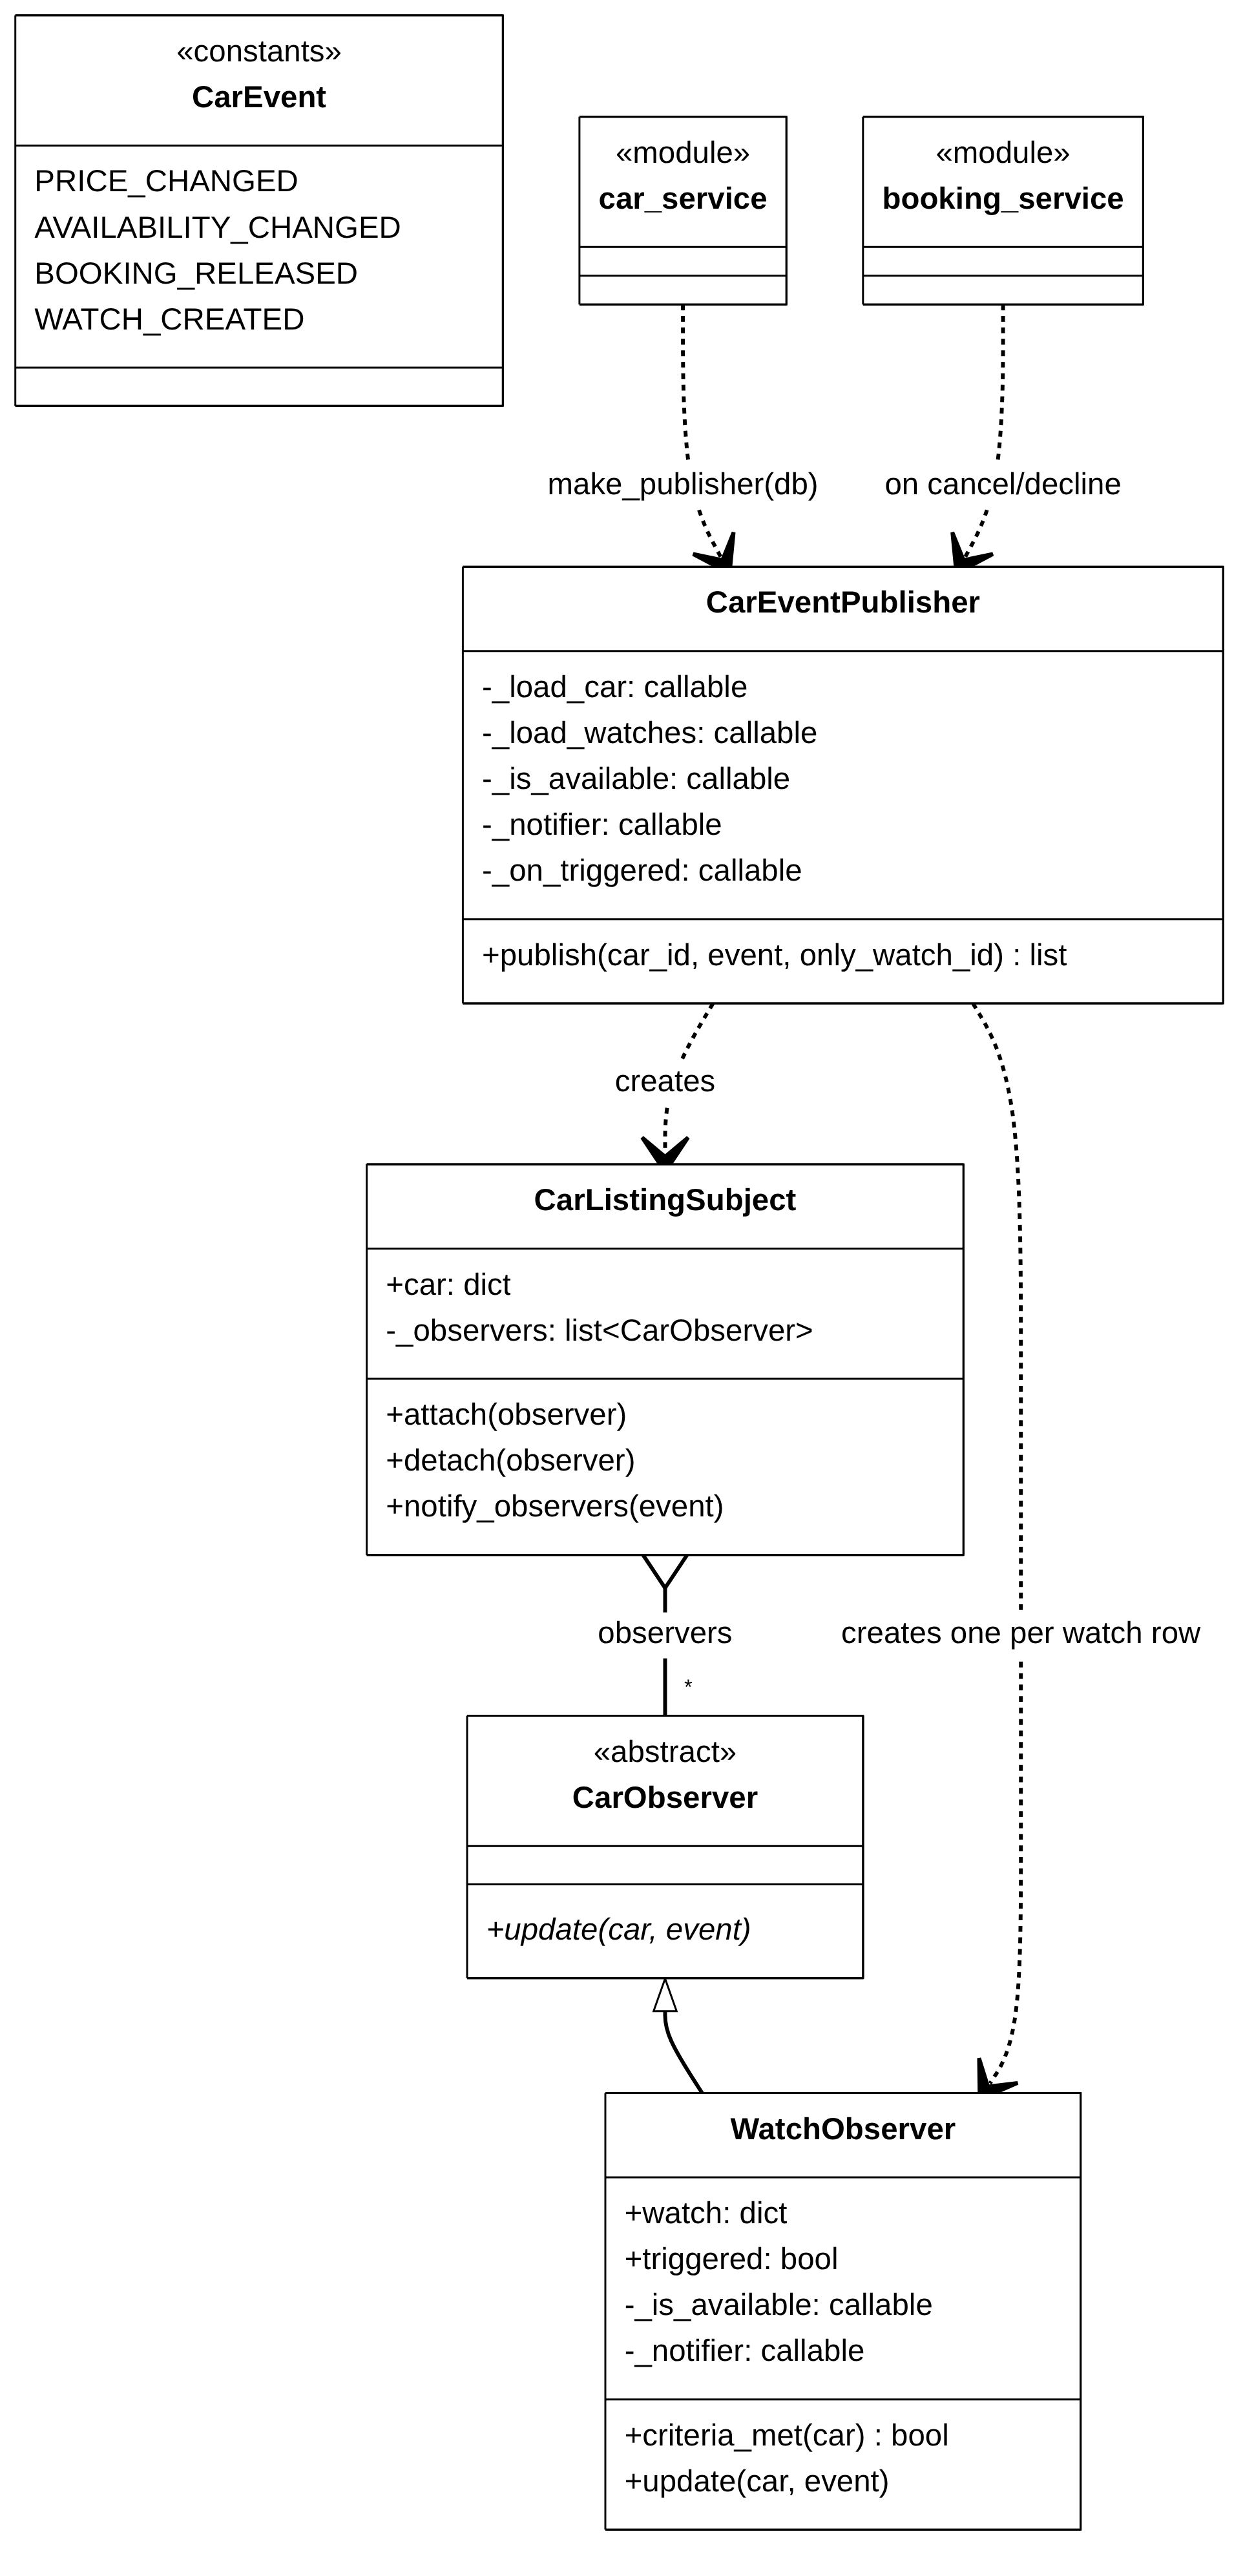 «constants»
CarEvent
PRICE_CHANGED
AVAILABILITY_CHANGED
BOOKING_RELEASED
WATCH_CREATED
«module»
car_service
«module»
booking_service
make_publisher(db)
on cancel/decline
CarEventPublisher
-_load_car: callable
-_load_watches: callable
-_is_available: callable
-_notifier: callable
-_on_triggered: callable
+publish(car_id, event, only_watch_id) : list
creates
CarListingSubject
+car: dict
-_observers: list<CarObserver>
+attach(observer)
+detach(observer)
+notify_observers(event)
observers
creates one per watch row
*
«abstract»
CarObserver
+update(car, event)
WatchObserver
+watch: dict
+triggered: bool
-_is_available: callable
-_notifier: callable
+criteria_met(car) : bool
+update(car, event)